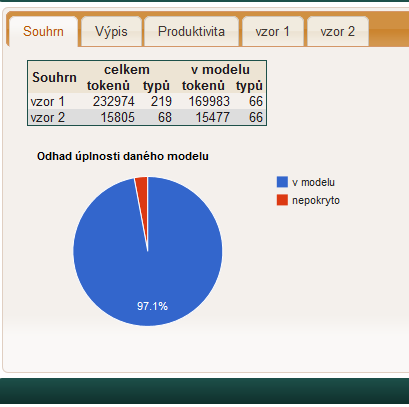 Souhrn Výpis Produktivita vzor 1 vzor 2
Souhrn celkem v modelu
tokenů typů tokenů typů
vzor 1 232974 219 169983 66
vzor 2 15805 68 15477 66
Odhad úplnosti daného modelu
v modelu
nepokryto
97.1%